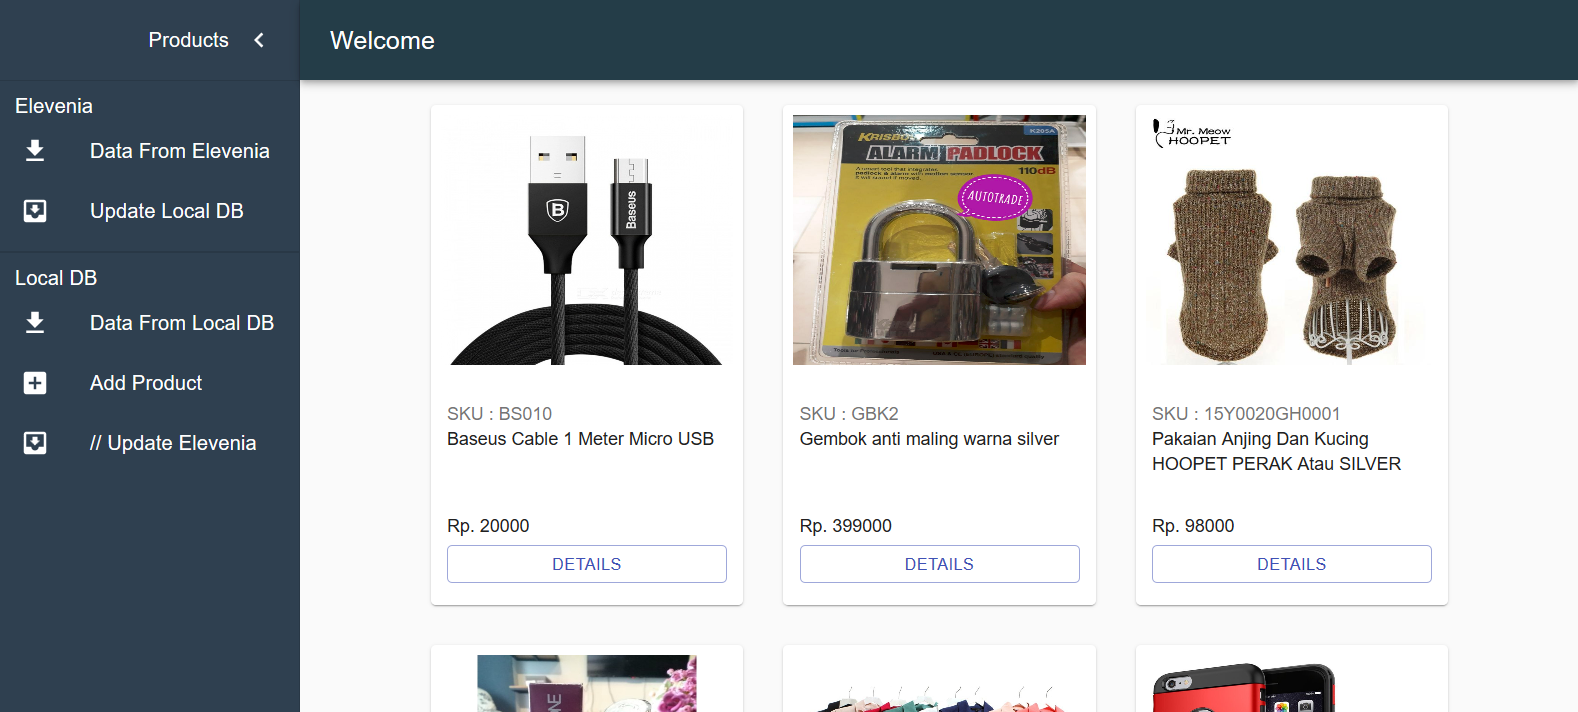 Products
Welcome
Elevenia
Data From Elevenia
Update Local DB
Local DB
Data From Local DB
Add Product
// Update Elevenia
Baseus
B
SKU : BS010
Baseus Cable 1 Meter Micro USB
Rp. 20000
DETAILS
K205A
ALARM PADLOCK
110dB
AUTOTRADE
SKU : GBK2
Gembok anti maling warna silver
Rp. 399000
DETAILS
Mr. Meow
HOOPET
SKU : 15Y0020GH0001
Pakaian Anjing Dan Kucing
HOOPET PERAK Atau SILVER
Rp. 98000
DETAILS